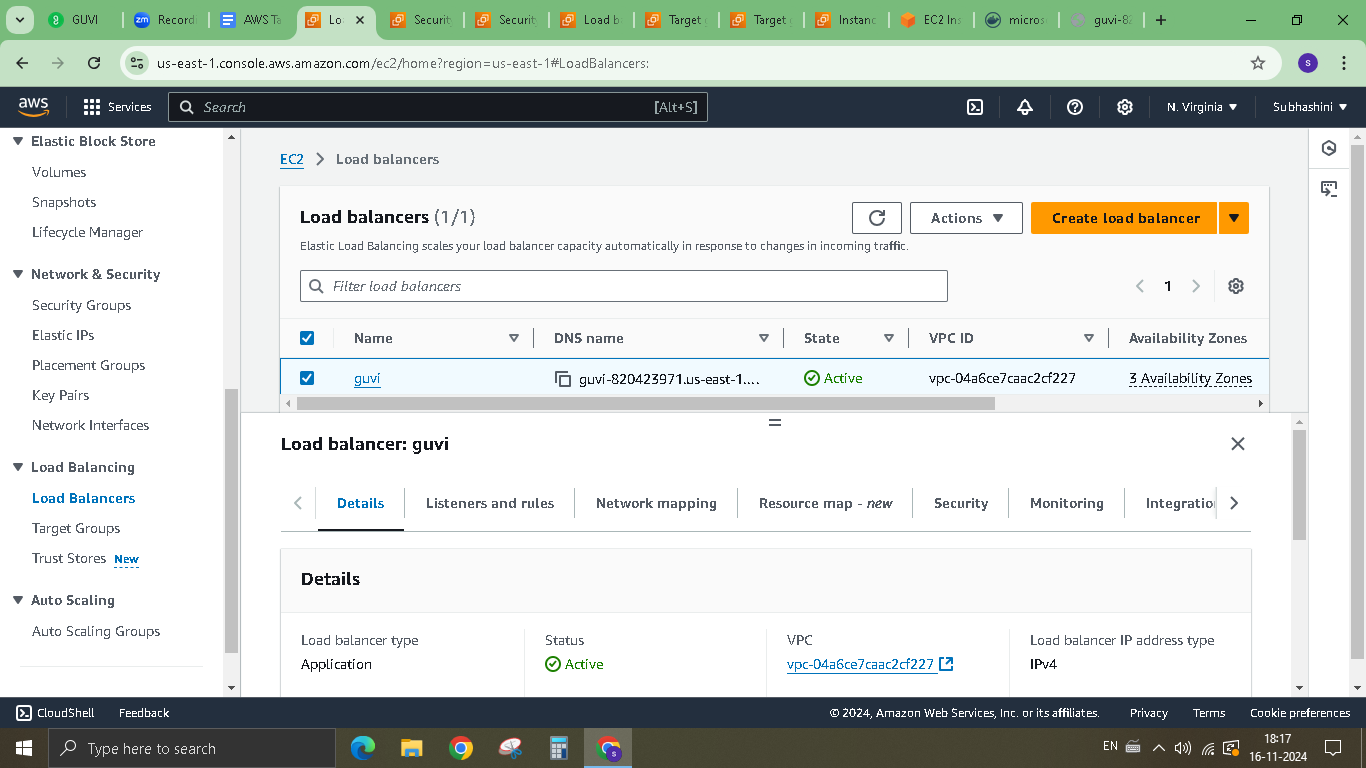 GUVI
Record
AWS Ta
Lo
Securit
Securit
Load b
Target
Target
Instanc
EC2 Ins
micros
guvi-82
us-east-1.console.aws.amazon.com/ec2/home?region=us-east-1#LoadBalancers:
s
aws
Services
Search
[Alt+S]
N. Virginia
Subhashini
Elastic Block Store
Volumes
Snapshots
Lifecycle Manager
Network & Security
Security Groups
Elastic IPs
Placement Groups
Key Pairs
Network Interfaces
Load Balancing
Load Balancers
Target Groups
Trust Stores New
Auto Scaling
Auto Scaling Groups
EC2 > Load balancers
Load balancers (1/1)
Actions
Create load balancer
Elastic Load Balancing scales your load balancer capacity automatically in response to changes in incoming traffic.
Filter load balancers
1
Name DNS name State VPC ID Availability Zones
guvi guvi-820423971.us-east-1.... Active vpc-04a6ce7caac2cf227 3 Availability Zones
Load balancer: guvi
Details Listeners and rules Network mapping Resource map - new Security Monitoring Integratio
Details
Load balancer type Status VPC Load balancer IP address type
Application Active vpc-04a6ce7caac2cf227 IPv4
CloudShell Feedback © 2024, Amazon Web Services, Inc. or its affiliates. Privacy Terms Cookie preferences
Type here to search
EN
18:17
16-11-2024